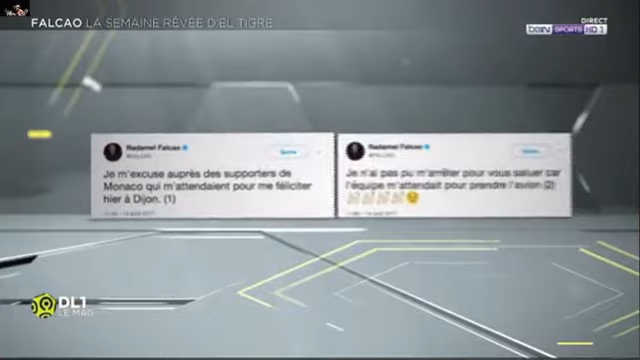 FALCAO LA SEMAINE RÊVÉE D'EL TIGRE
DIRECT
beIN SPORTS HD 1
Radamel Falcao
Je m'excuse auprès des supporters de
Monaco qui m'attendaient pour me féliciter
hier à Dijon. (1)
Radamel Falcao
Je n'ai pas pu m'arrêter pour vous saluer car
l'équipe m'attendait pour prendre l'avion (2)
DL1
LE MAG